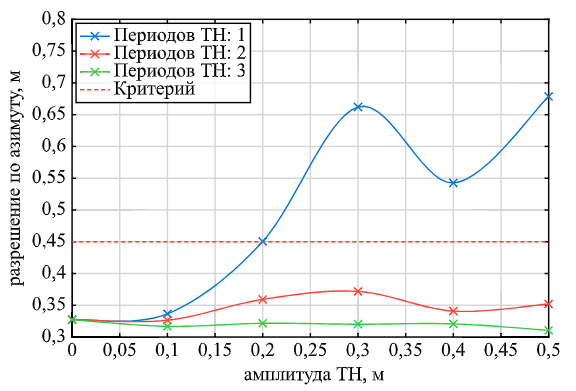 0,8
0,75
0,7
0,65
0,6
0,55
0,5
0,45
0,4
0,35
0,3
разрешение по азимуту, м
Периодов ТН: 1
Периодов ТН: 2
Периодов ТН: 3
Критерий
0 0,05 0,1 0,15 0,2 0,25 0,3 0,35 0,4 0,45 0,5
амплитуда ТН, м